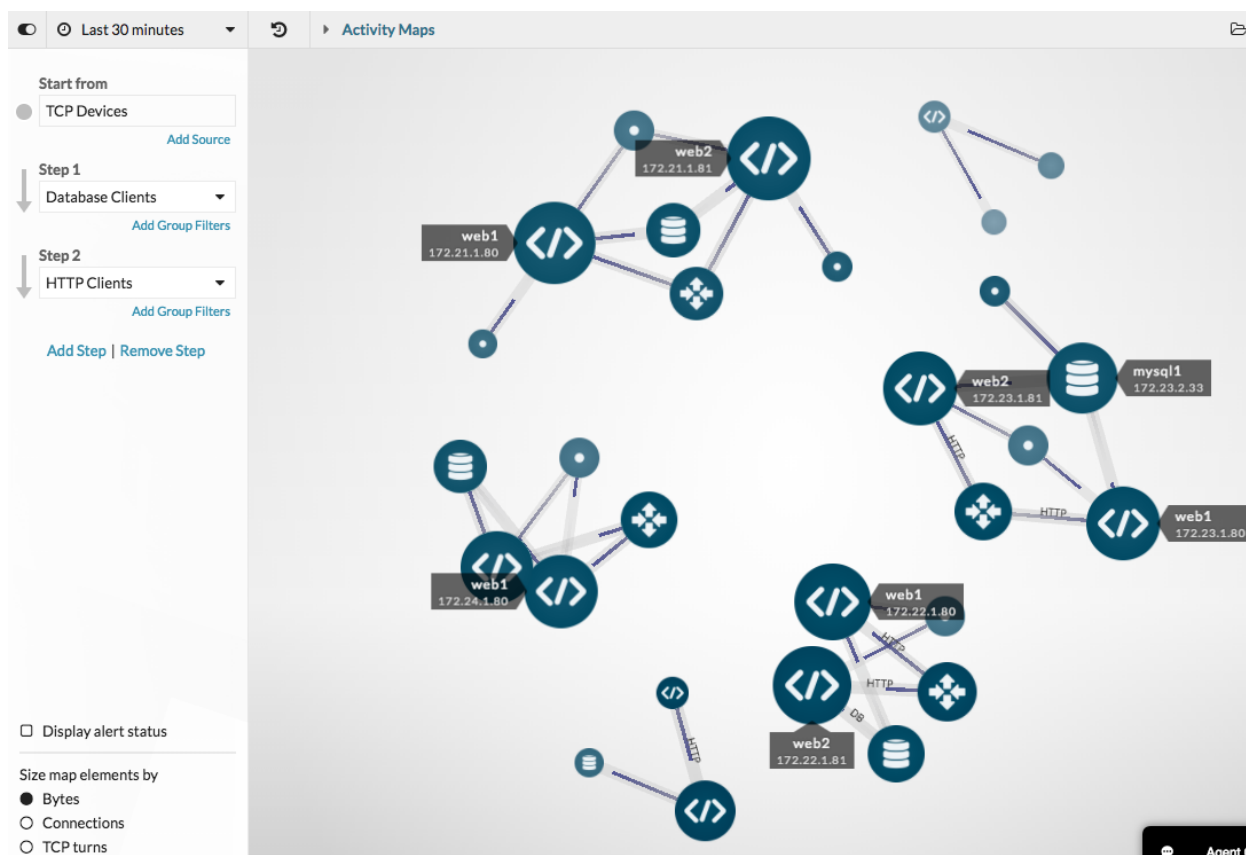 Last 30 minutes
Activity Maps
Start from
TCP Devices
Add Source
Step 1
Database Clients
Add Group Filters
Step 2
HTTP Clients
Add Group Filters
Add Step | Remove Step
Display alert status
Size map elements by
Bytes
Connections
TCP turns
web2
172.21.1.81
web1
172.21.1.80
mysql1
172.23.2.33
web2
172.23.1.81
HTTP
HTTP
web1
172.23.1.80
web1
172.24.1.80
web1
172.22.1.80
HTTP
HTTP
DB
web2
172.22.1.81
HTTP
Agent